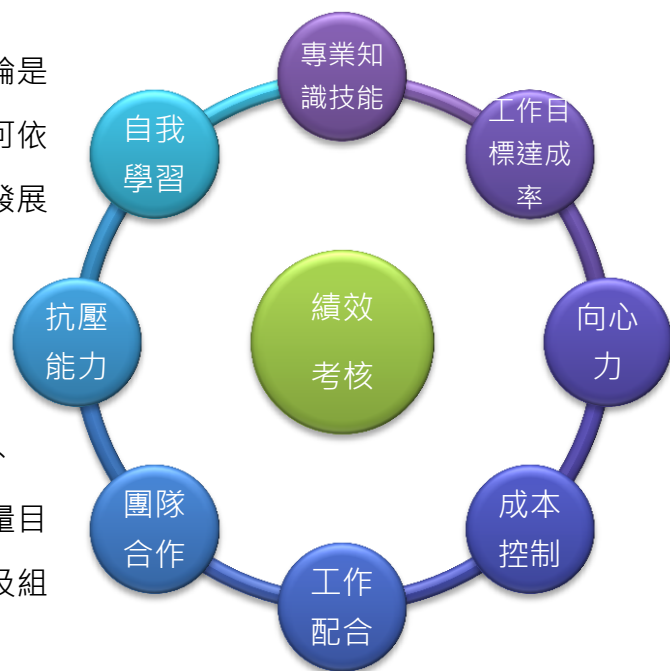 論是
可依
發展
、
量目
及組
專業知
識技能
工作目
標達成
率
向心
力
成本
控制
工作
配合
團隊
合作
抗壓
能力
自我
學習
績效
考核